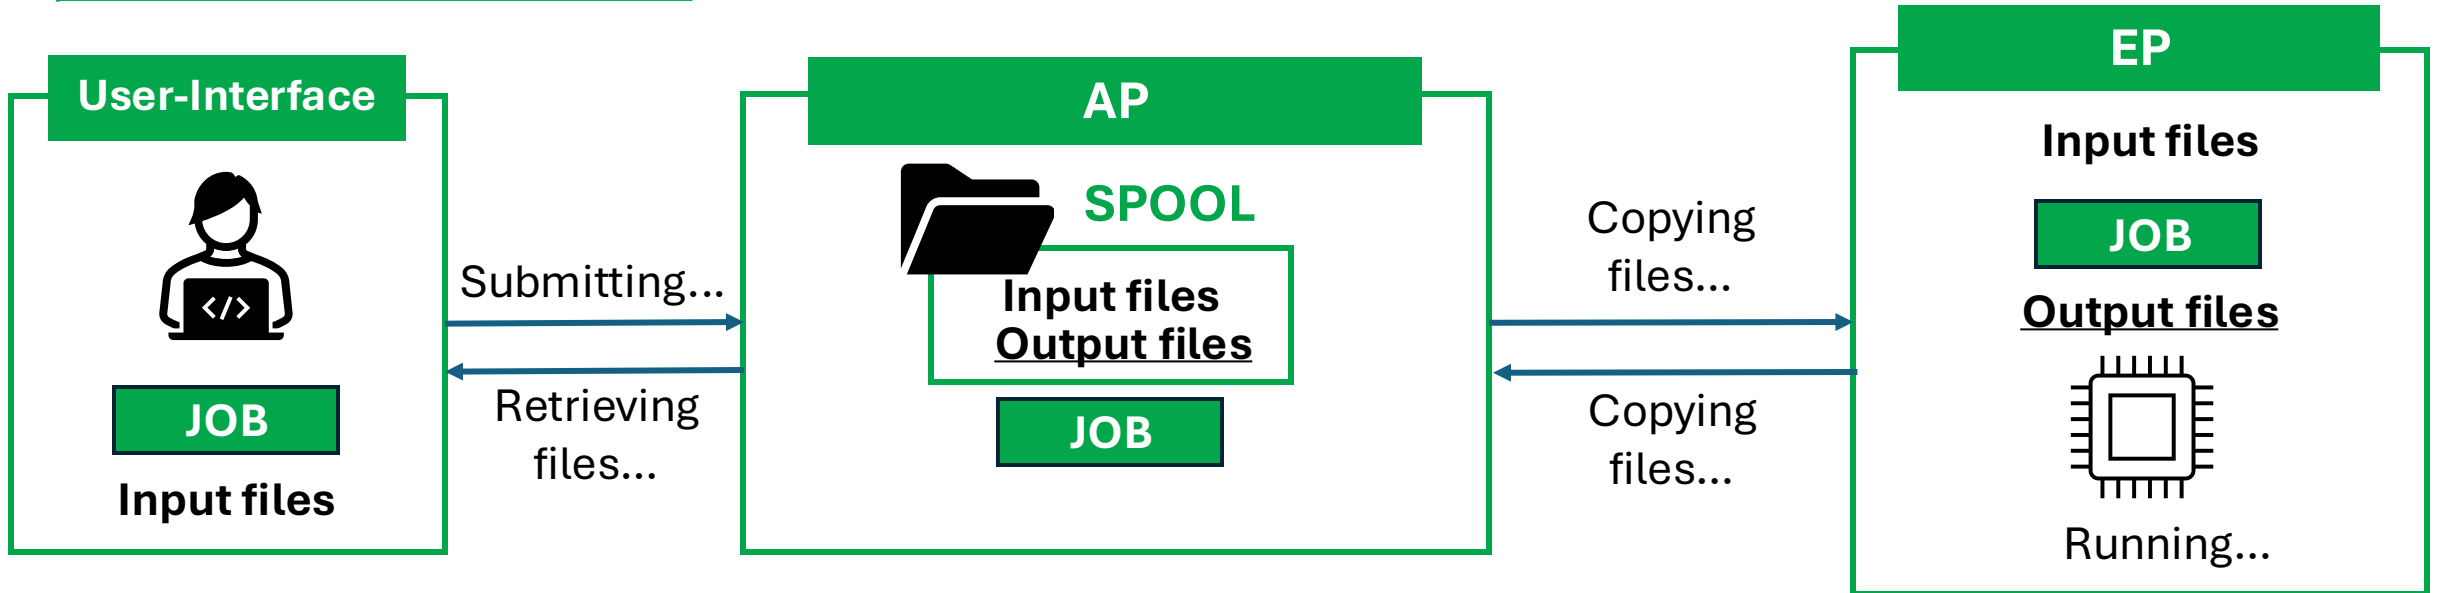 User-Interface
</>
JOB
Input files
Submitting...
Retrieving
files...
AP
SPOOL
Input files
Output files
JOB
Copying
files...
Copying
files...
EP
Input files
JOB
Output files
Running...